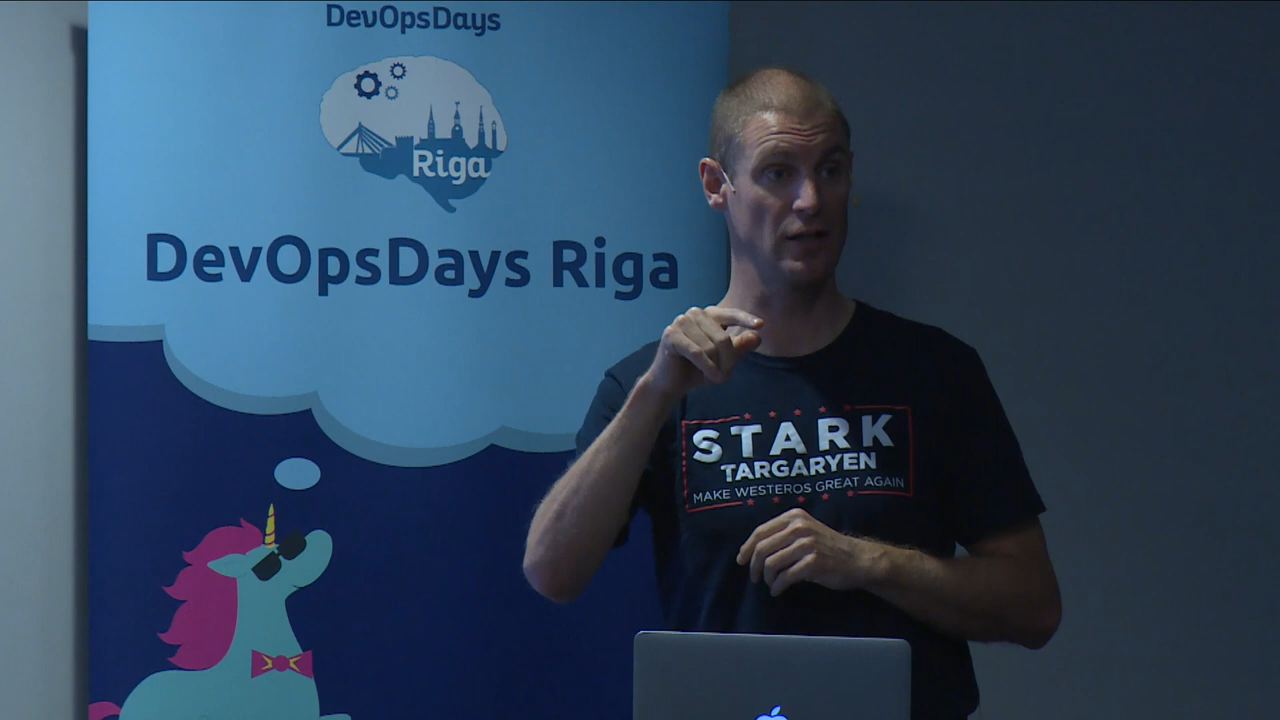 DevOpsDays
Riga
DevOpsDays Riga
STARK
TARGARYEN
MAKE WESTEROS GREAT AGAIN